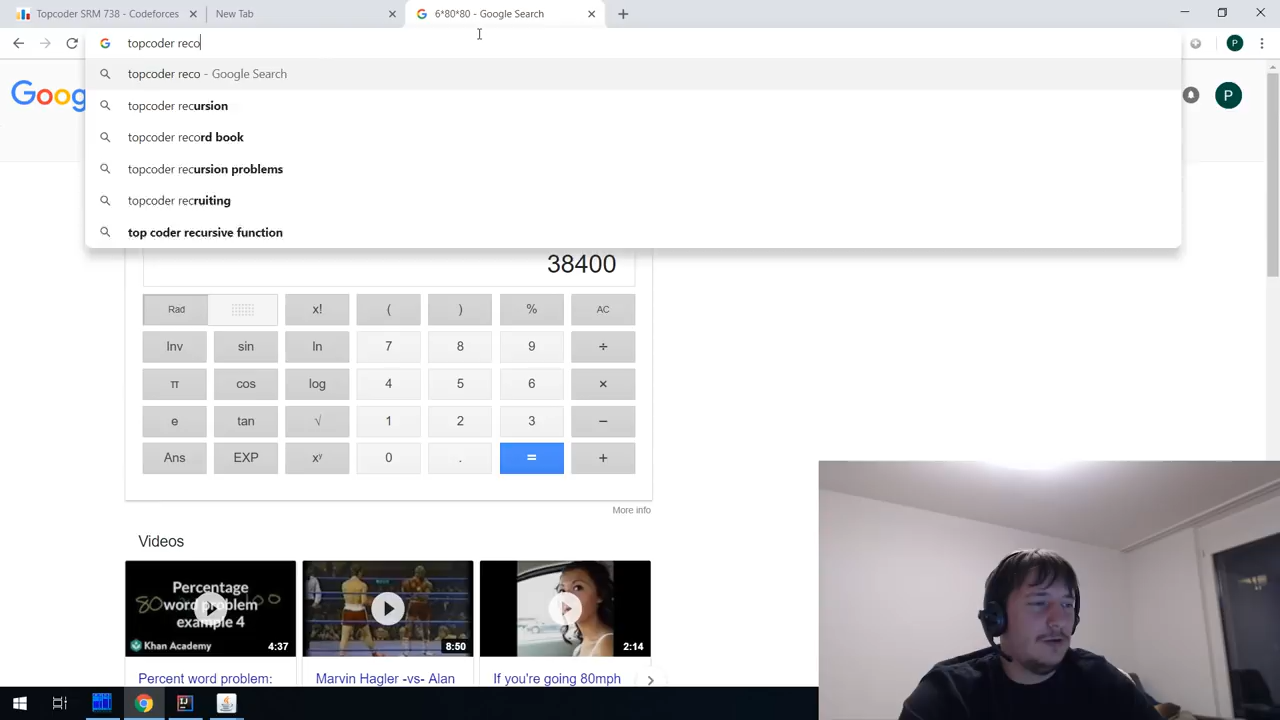 Topcoder SRM 738 - Codeforces
New Tab
6*80*80 - Google Search
topcoder reco
topcoder reco - Google Search
topcoder recursion
topcoder record book
topcoder recursion problems
topcoder recruiting
top coder recursive function
Goog
P
P
38400
Rad x! ( ) % AC
Inv sin ln 7 8 9 ÷
π cos log 4 5 6 ×
e tan √ 1 2 3 −
Ans EXP xʸ 0 . = +
More info
Videos
Percentage
word problem
example 4
80
Khan Academy
4:37
8:50
2:14
Percent word problem:
Marvin Hagler -vs- Alan
If you're going 80mph